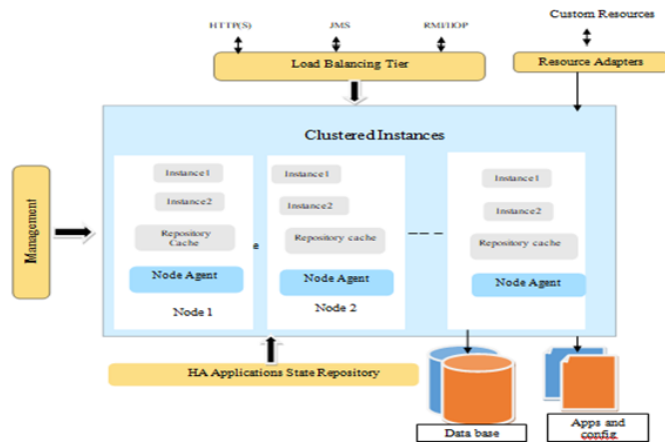 HTTP(S) JMS RMI/IIOP Custom Resources
Load Balancing Tier
Resource Adapters
Clustered Instances
Management
Instance1
Instance2
Repository
Cache
Node Agent
Node 1
e
Instance1
Instance2
Repository cache
Node Agent
Node 2
Instance1
Instance2
Repository cache
Node Agent
HA Applications State Repository
Data base
Apps and
config